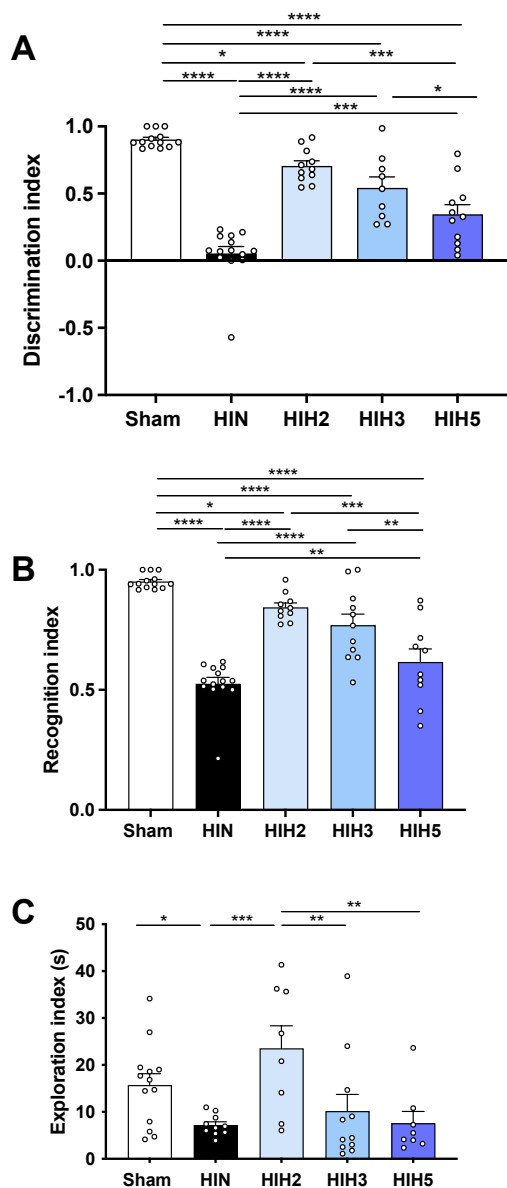 A
****
****
* ***
**** ****
**** *
***
Discrimination index
1.0
0.5
0.0
-0.5
-1.0
Sham HIN HIH2 HIH3 HIH5
B
****
****
* ***
**** **** **
****
**
Recognition index
1.0
0.5
0.0
Sham HIN HIH2 HIH3 HIH5
C
**
* *** **
Exploration index (s)
50
40
30
20
10
0
Sham HIN HIH2 HIH3 HIH5